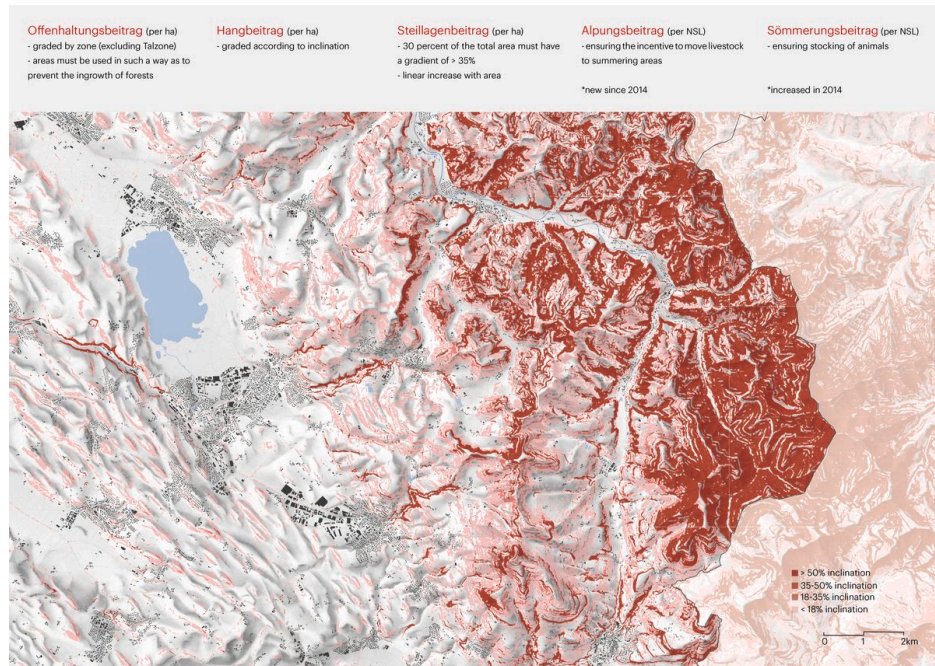 Offenhaltungsbeitrag (per ha)
- graded by zone (excluding Talzone)
- areas must be used in such a way as to
prevent the ingrowth of forests
Hangbeitrag (per ha)
- graded according to inclination
Steillagenbeitrag (per ha)
- 30 percent of the total area must have
a gradient of > 35%
- linear increase with area
Alpungsbeitrag (per NSL)
- ensuring the incentive to move livestock
to summering areas
*new since 2014
Sömmerungsbeitrag (per NSL)
- ensuring stocking of animals
*increased in 2014
> 50% inclination
35-50% inclination
18-35% inclination
< 18% inclination
0 1 2km